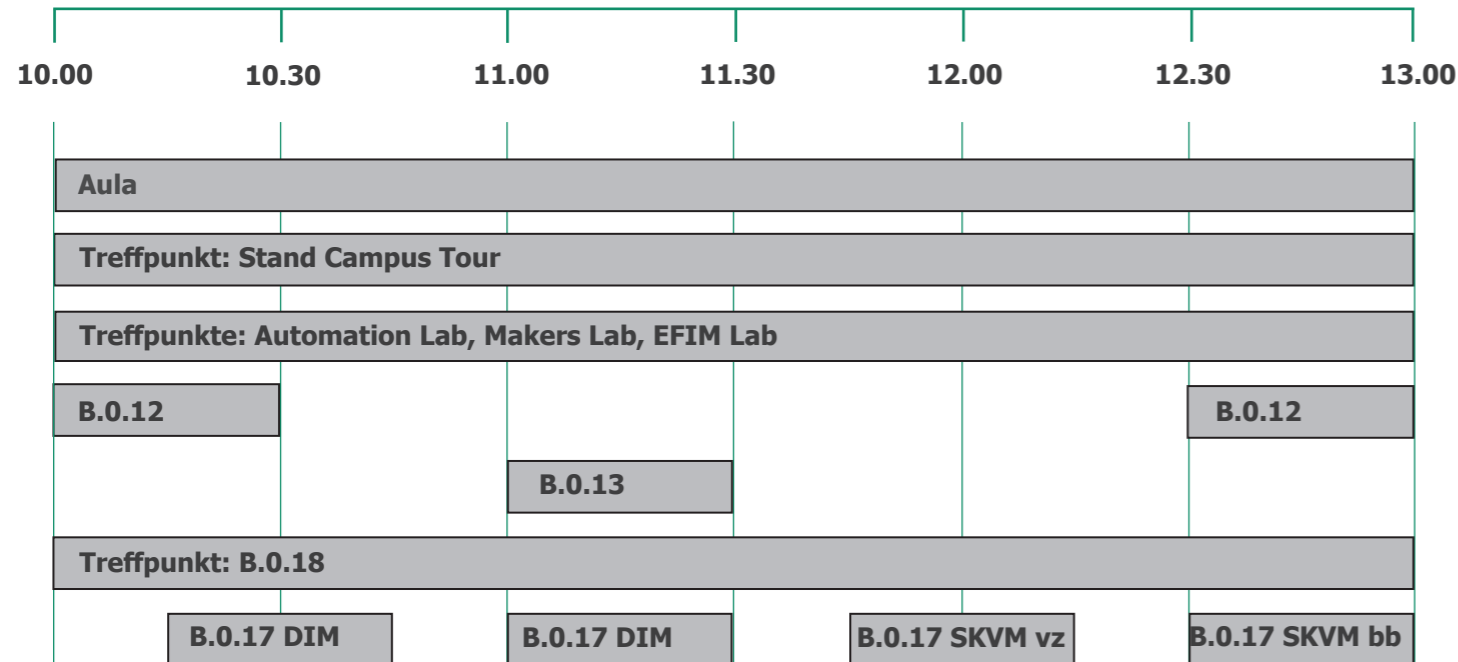 10.00 10.30 11.00 11.30 12.00 12.30 13.00
Aula
Treffpunkt: Stand Campus Tour
Treffpunkte: Automation Lab, Makers Lab, EFIM Lab
B.0.12 B.0.12
B.0.13
Treffpunkt: B.0.18
B.0.17 DIM B.0.17 DIM B.0.17 SKVM vz B.0.17 SKVM bb